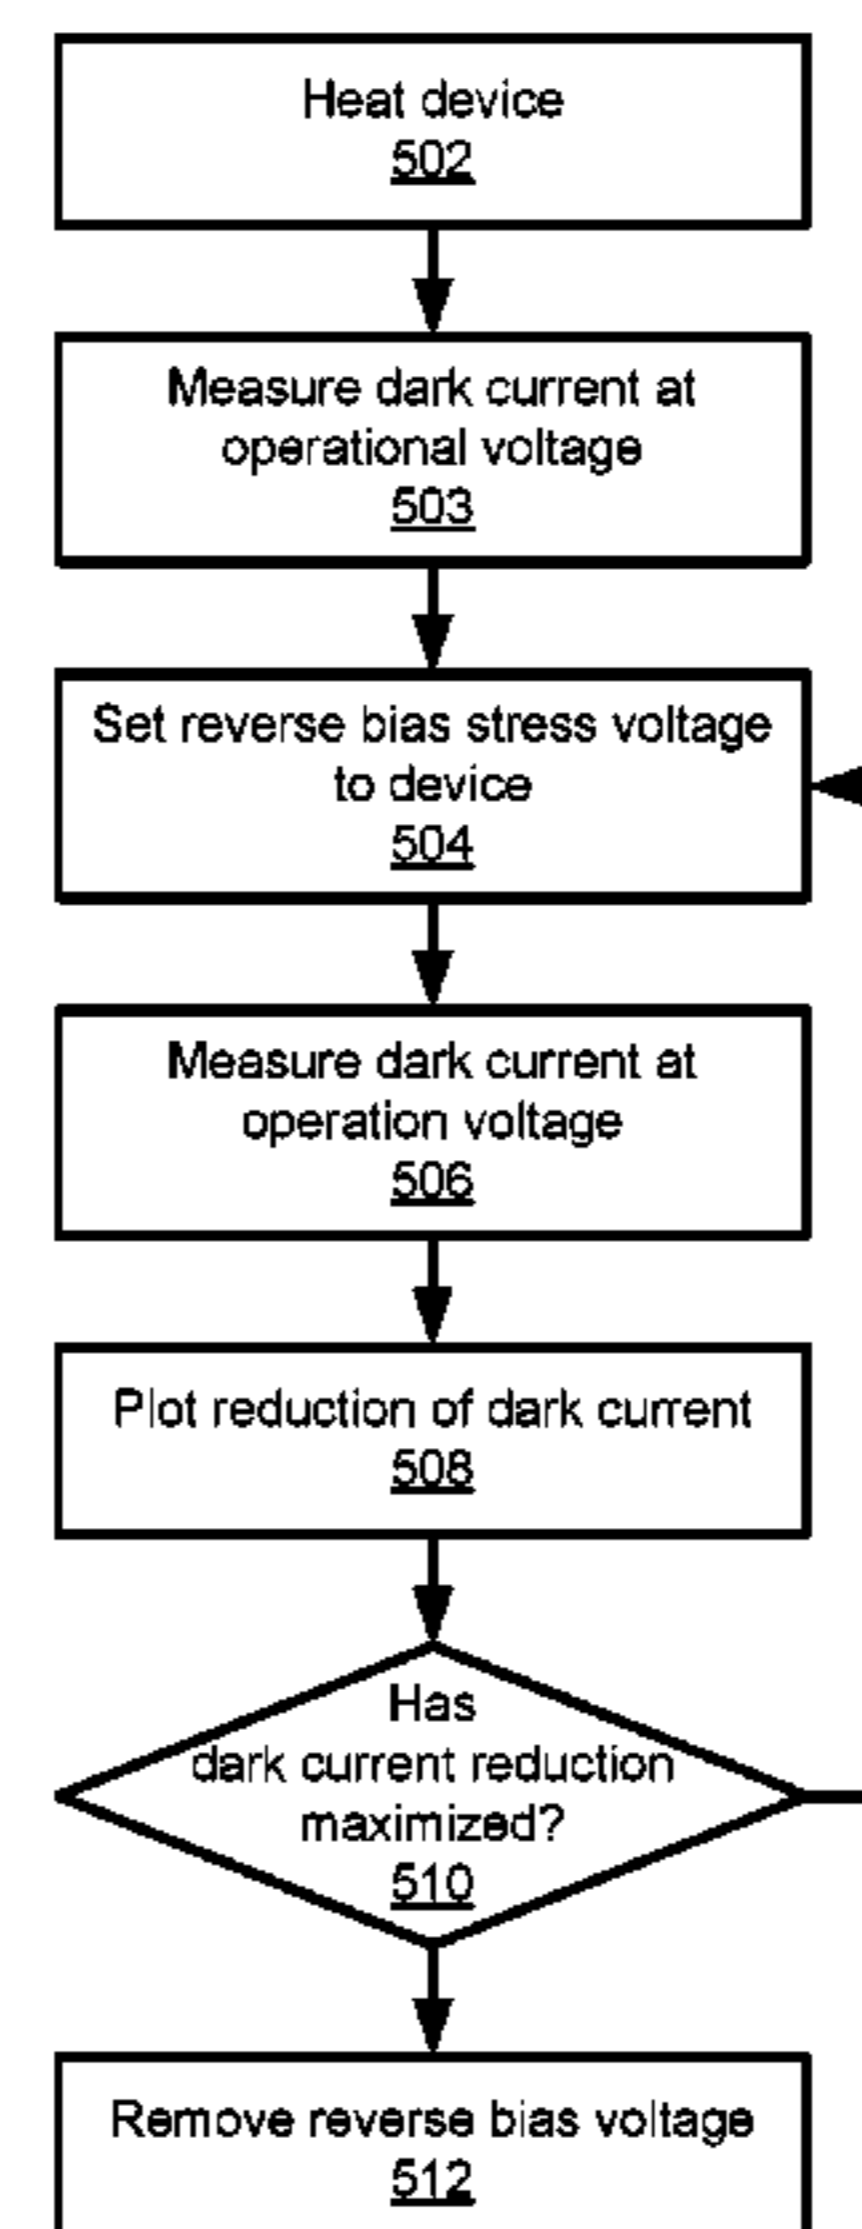 Heat device
502
Measure dark current at
operational voltage
503
Set reverse bias stress voltage
to device
504
Measure dark current at
operation voltage
506
Plot reduction of dark current
508
Has
dark current reduction
maximized?
510
Remove reverse bias voltage
512